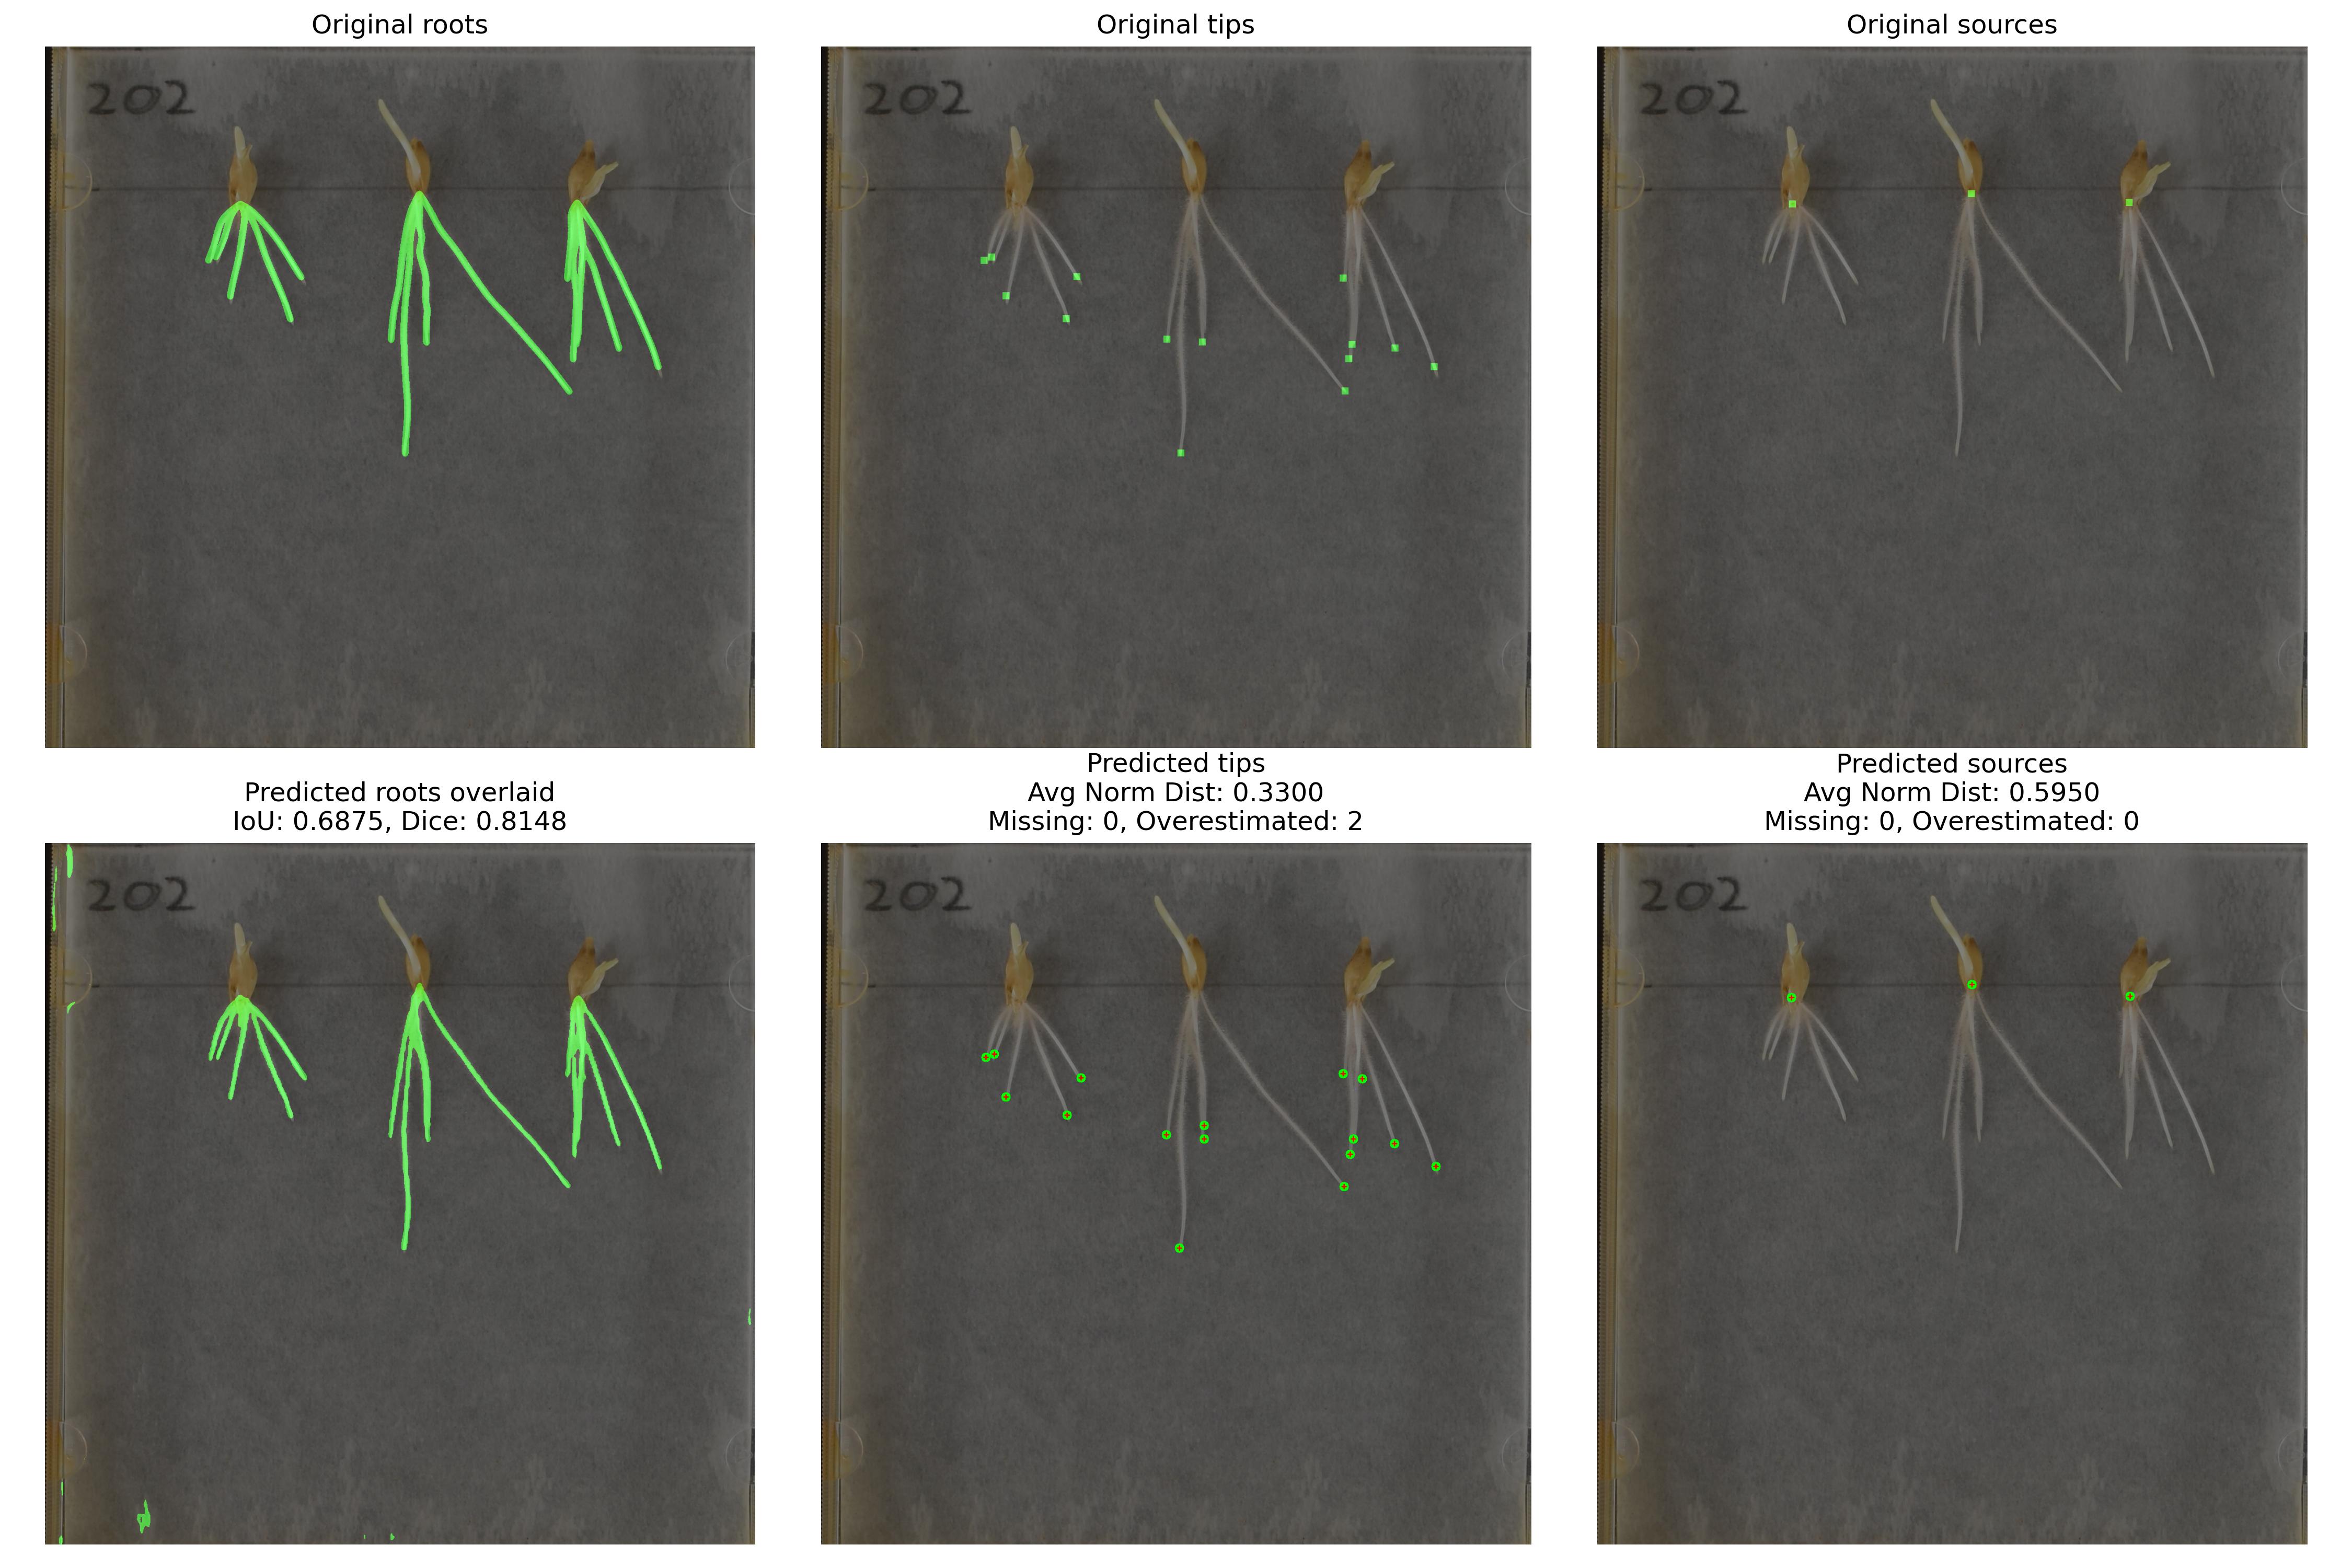 Original roots
Original tips
Original sources
202
202
202
Predicted roots overlaid
IoU: 0.6875, Dice: 0.8148
Predicted tips
Avg Norm Dist: 0.3300
Missing: 0, Overestimated: 2
Predicted sources
Avg Norm Dist: 0.5950
Missing: 0, Overestimated: 0
202
202
202